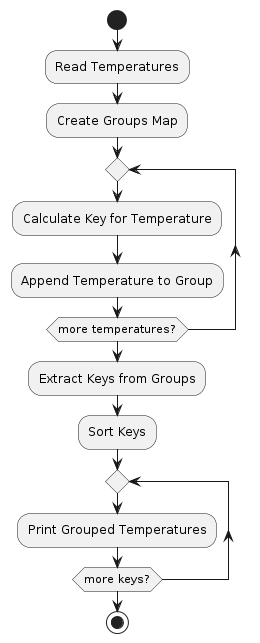 Read Temperatures
Create Groups Map
Calculate Key for Temperature
Append Temperature to Group
more temperatures?
Extract Keys from Groups
Sort Keys
Print Grouped Temperatures
more keys?